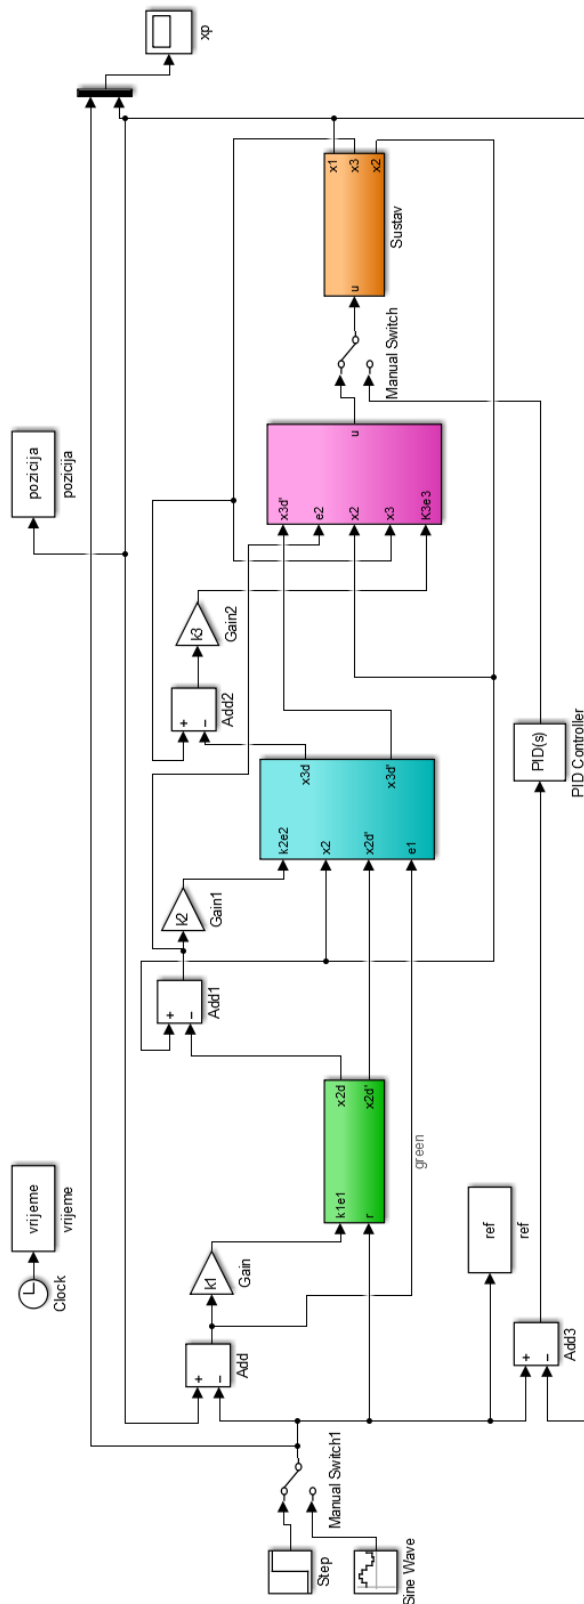 Step
Sine Wave
Manual Switch1
Clock
vrijeme
vrijeme
+
−
Add
k1
Gain
k1e1
r
x2d
x2d'
green
ref
ref
+
−
Add3
+
−
Add1
k2
Gain1
k2e2
x2
x2d'
e1
x3d
x3d'
+
−
Add2
k3
Gain2
PID(s)
PID Controller
x3d'
e2
x2
x3
K3e3
u
pozicija
pozicija
Manual Switch
u
x1
x3
x2
Sustav
xp